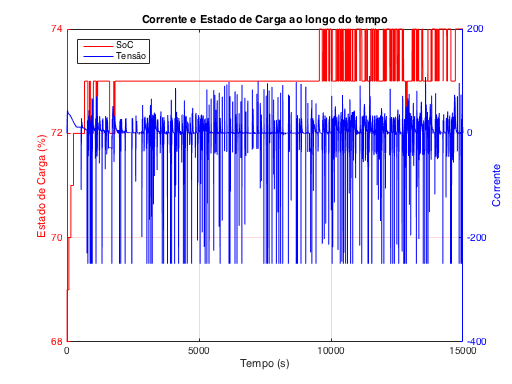 Corrente e Estado de Carga ao longo do tempo
74
200
SoC
Tensão
72
0
70
-200
68
-400
0
5000
10000
15000
Estado de Carga (%)
Corrente
Tempo (s)